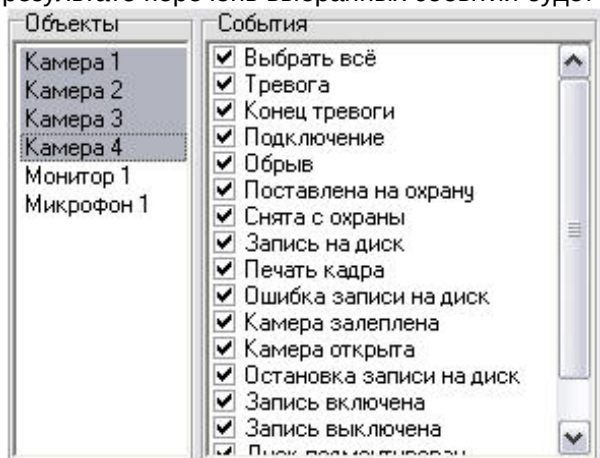 Объекты
Камера 1
Камера 2
Камера 3
Камера 4
Монитор 1
Микрофон 1
События
Выбрать всё
Тревога
Конец тревоги
Подключение
Обрыв
Поставлена на охрану
Снята с охраны
Запись на диск
Печать кадра
Ошибка записи на диск
Камера залеплена
Камера открыта
Остановка записи на диск
Запись включена
Запись выключена